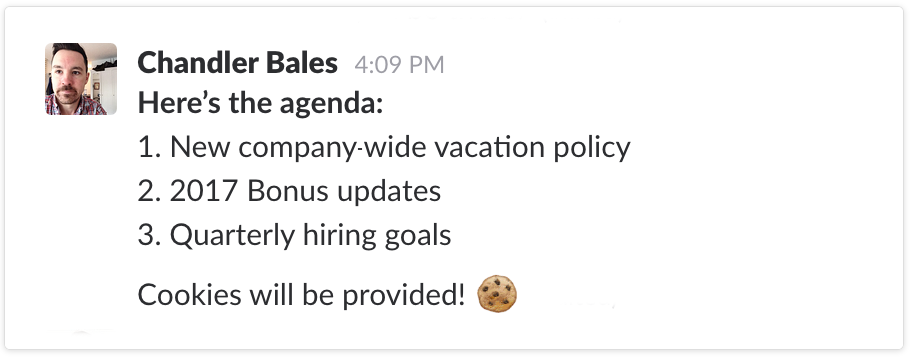 Chandler Bales 4:09 PM
Here’s the agenda:
1. New company-wide vacation policy
2. 2017 Bonus updates
3. Quarterly hiring goals
Cookies will be provided! 🍪